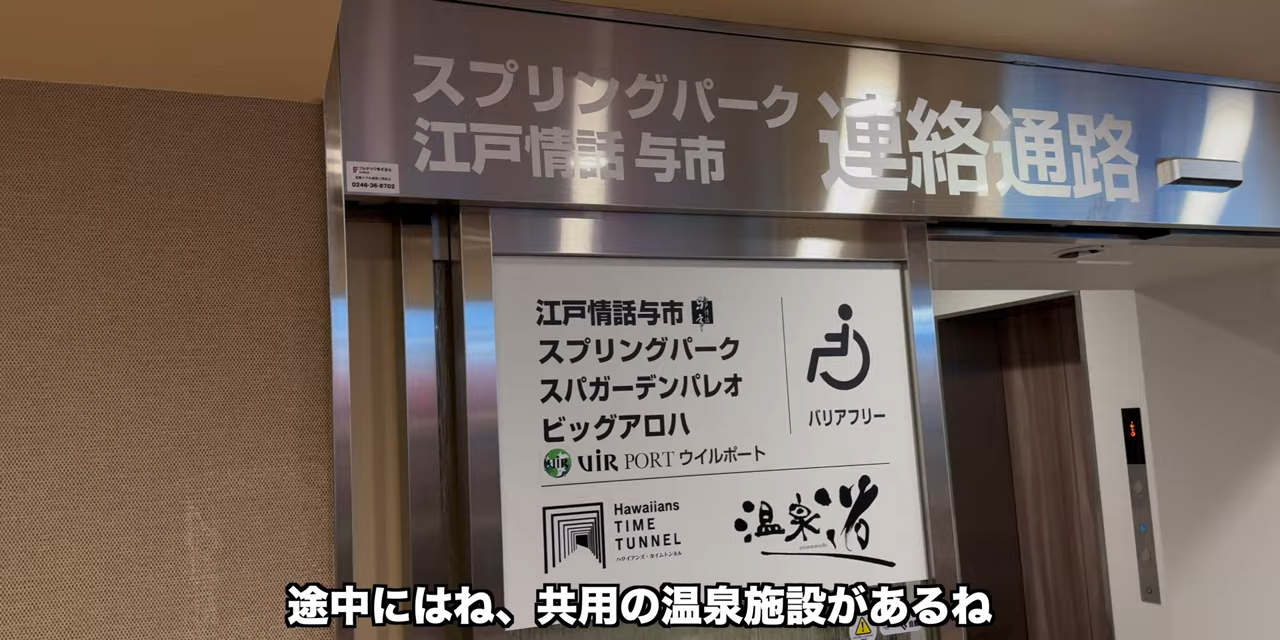 スプリングパーク
江戸情話 与市
連絡通路
0246-36-8702
江戸情話与市
スプリングパーク
スパガーデンパレオ
ビッグアロハ
UiR PORT ウイルポート
バリアフリー
Hawaiians
TIME
TUNNEL
ハワイアンズ・タイムトンネル
温泉渚
途中にはね、共用の温泉施設があるね